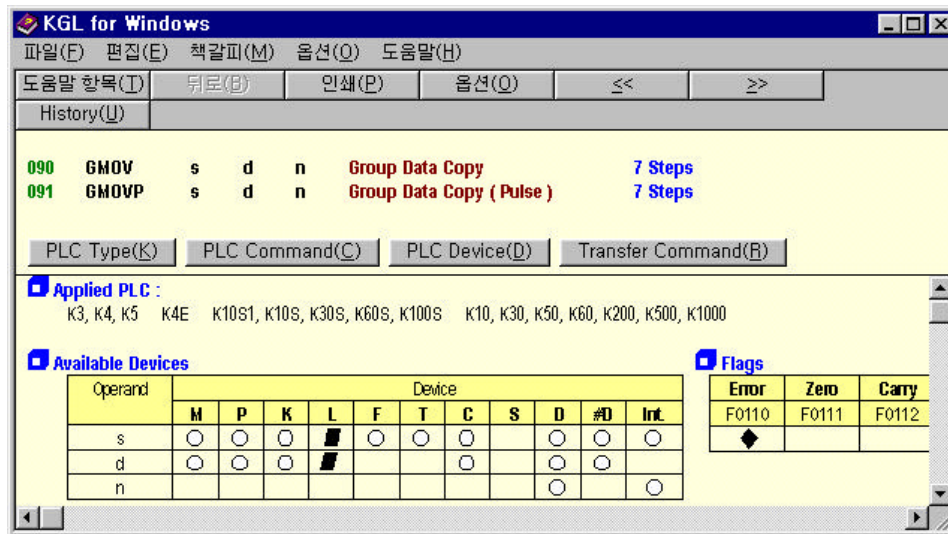 KGL for Windows
파일(F) 편집(E) 책갈피(M) 옵션(O) 도움말(H)
도움말 항목(T) 뒤로(B) 인쇄(P) 옵션(O) << >>
History(U)
090 GMOV s d n Group Data Copy 7 Steps
091 GMOVP s d n Group Data Copy ( Pulse ) 7 Steps
PLC Type(K) PLC Command(C) PLC Device(D) Transfer Command(R)
Applied PLC :
K3, K4, K5 K4E K10S1, K10S, K30S, K60S, K100S K10, K30, K50, K60, K200, K500, K1000
Available Devices Flags
Operand Device Error Zero Carry
M P K L F T C S D #D Int. F0110 F0111 F0112
s
d
n